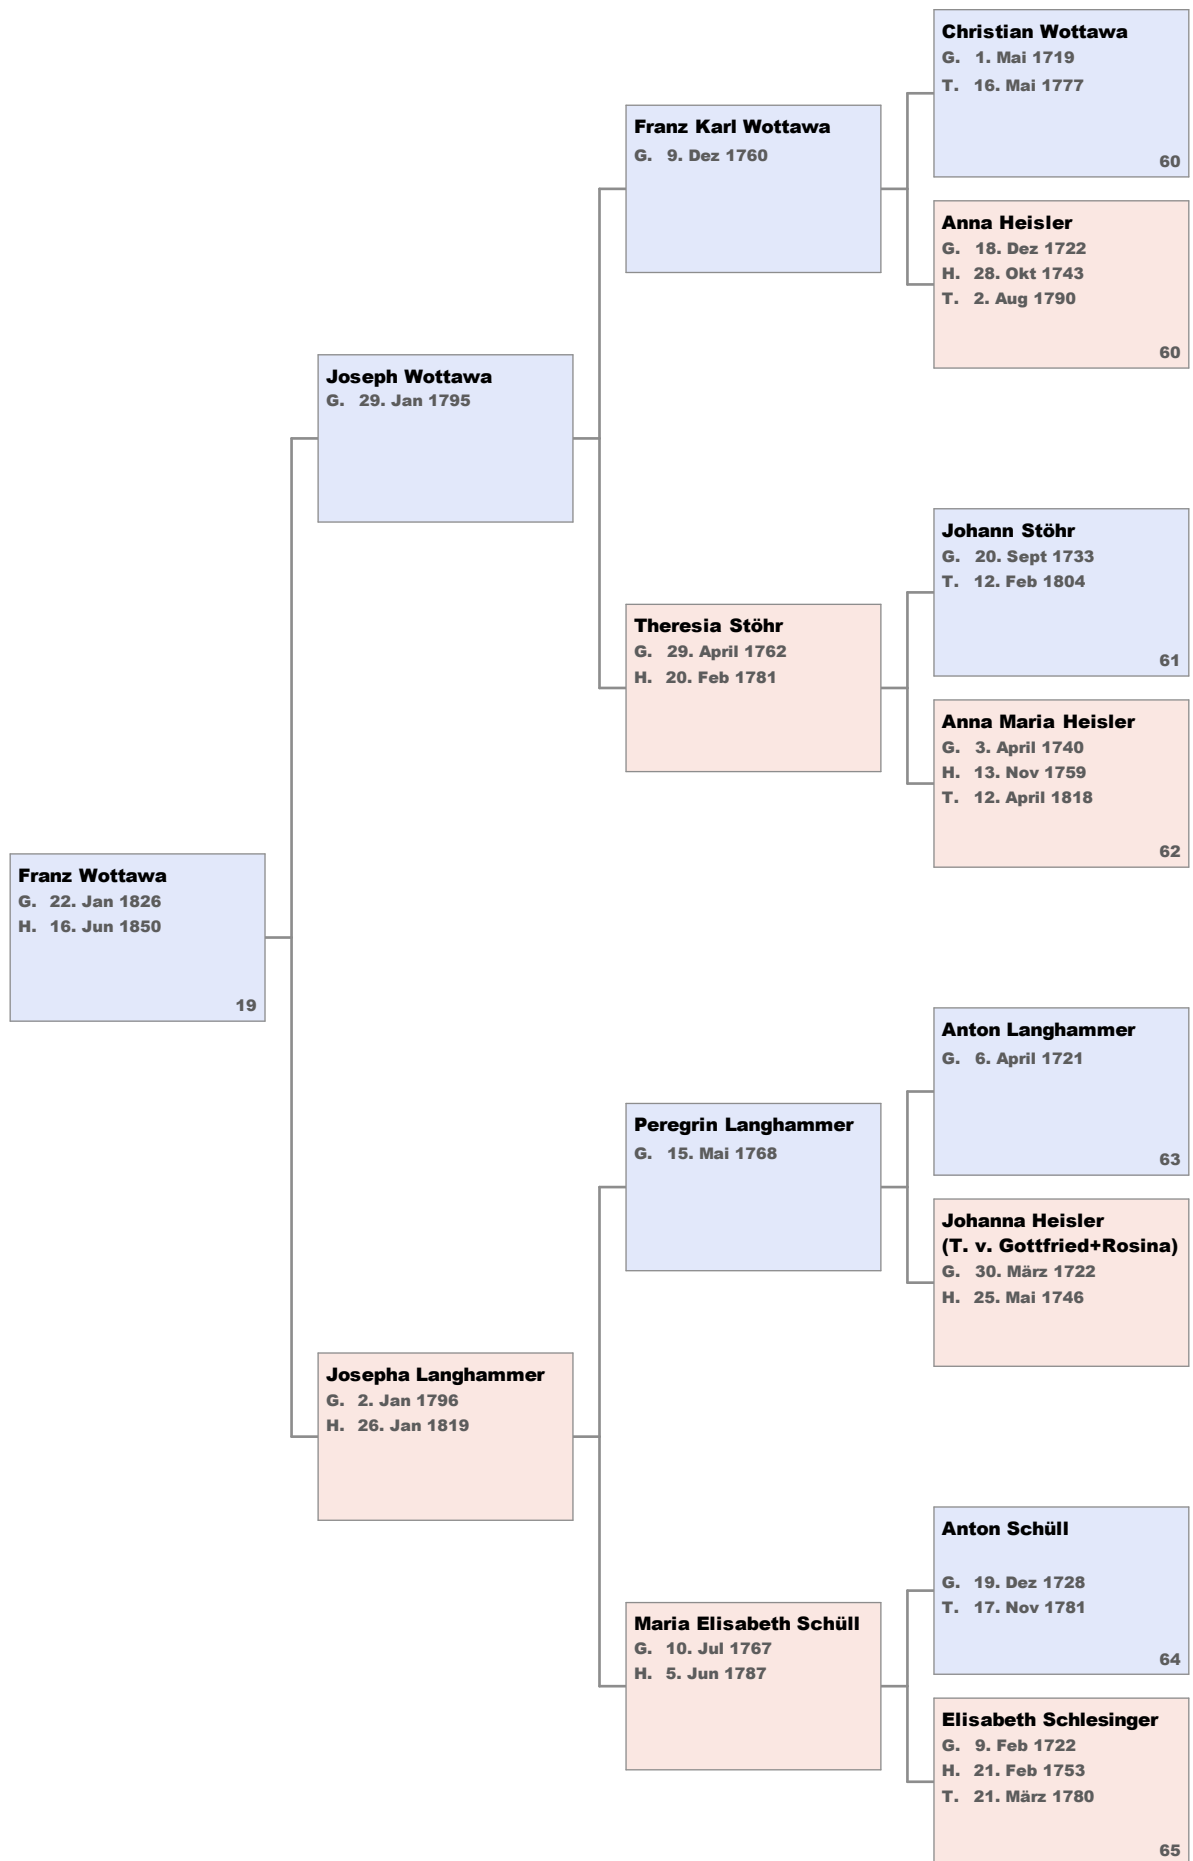 Christian Wottawa
G. 1. Mai 1719
T. 16. Mai 1777
60
Franz Karl Wottawa
G. 9. Dez 1760
Anna Heisler
G. 18. Dez 1722
H. 28. Okt 1743
T. 2. Aug 1790
60
Joseph Wottawa
G. 29. Jan 1795
Johann Stöhr
G. 20. Sept 1733
T. 12. Feb 1804
61
Theresia Stöhr
G. 29. April 1762
H. 20. Feb 1781
Anna Maria Heisler
G. 3. April 1740
H. 13. Nov 1759
T. 12. April 1818
62
Franz Wottawa
G. 22. Jan 1826
H. 16. Jun 1850
19
Anton Langhammer
G. 6. April 1721
63
Peregrin Langhammer
G. 15. Mai 1768
Johanna Heisler
(T. v. Gottfried+Rosina)
G. 30. März 1722
H. 25. Mai 1746
Josepha Langhammer
G. 2. Jan 1796
H. 26. Jan 1819
Anton Schüll
G. 19. Dez 1728
T. 17. Nov 1781
64
Maria Elisabeth Schüll
G. 10. Jul 1767
H. 5. Jun 1787
Elisabeth Schlesinger
G. 9. Feb 1722
H. 21. Feb 1753
T. 21. März 1780
65